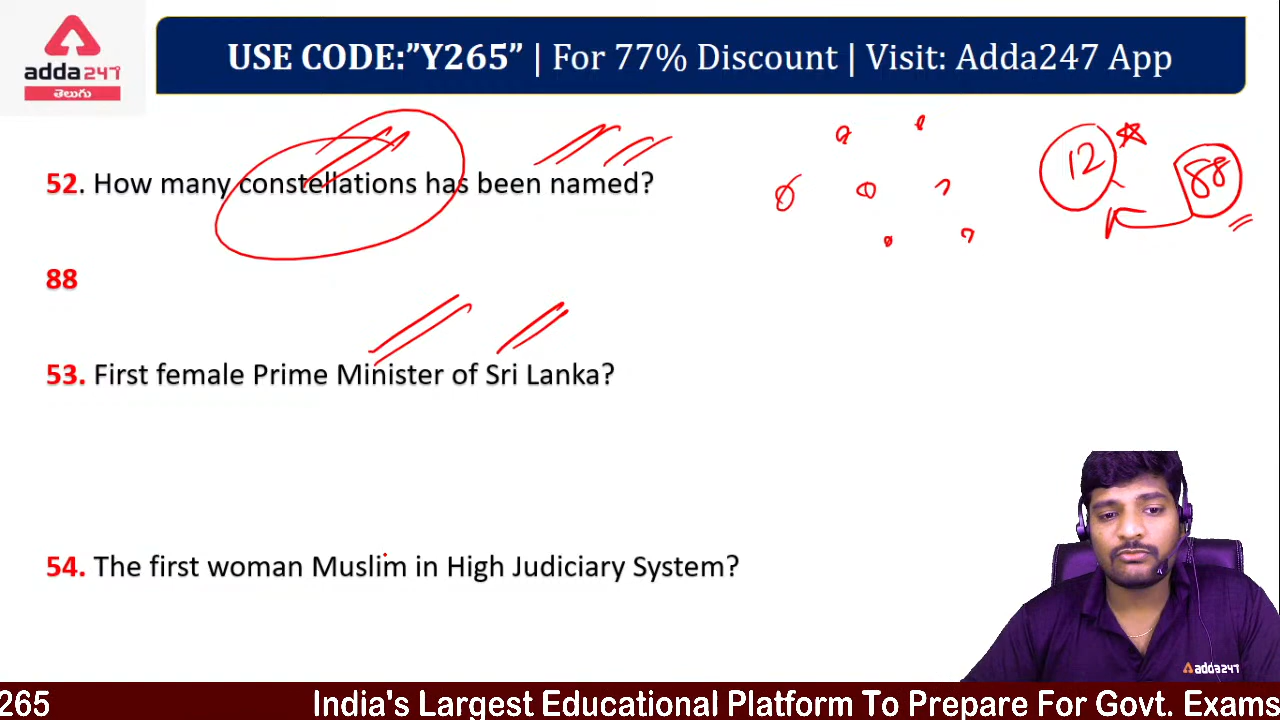 adda247
తెలుగు
USE CODE:”Y265” | For 77% Discount | Visit: Adda247 App
52. How many constellations has been named?
12
88
88
53. First female Prime Minister of Sri Lanka?
54. The first woman Muslim in High Judiciary System?
adda247
265 India's Largest Educational Platform To Prepare For Govt. Exams